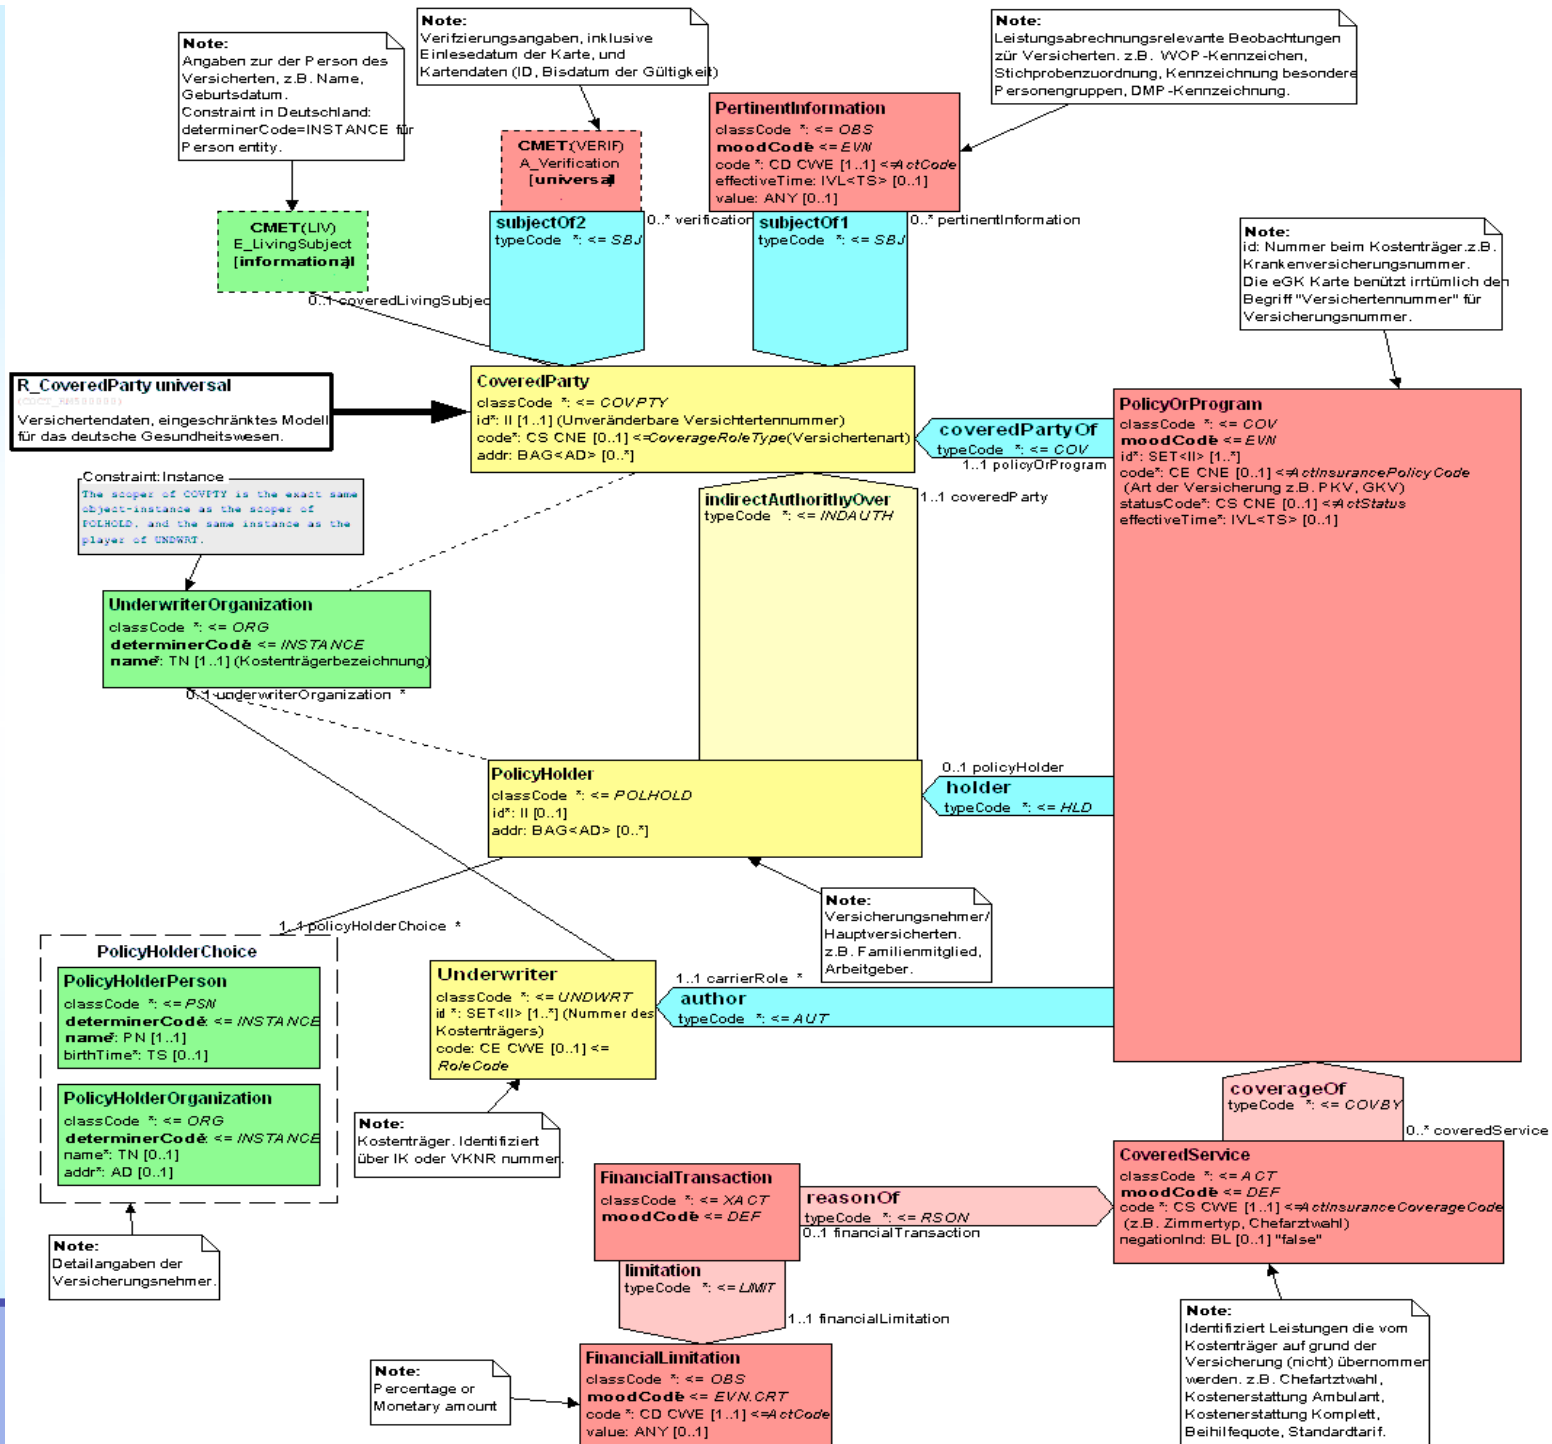 Note:
Angaben zur der Person des
Versicherten, z.B. Name,
Geburtsdatum.
Constraint in Deutschland:
determinerCode=INSTANCE für
Person entity.
Note:
Verifzierungsangaben, inklusive
Einlesedatum der Karte, und
Kartendaten (ID, Bisdatum der Gültigkeit)
Note:
Leistungsabrechnungsrelevante Beobachtungen
zür Versicherten. z.B. WOP-Kennzeichen,
Stichprobenzuordnung, Kennzeichnung besondere
Personengruppen, DMP-Kennzeichnung.
PertinentInformation
classCode *: <= OBS
moodCode <= EVN
code *: CD CWE [1..1] <= ActCode
effectiveTime: IVL<TS> [0..1]
value: ANY [0..1]
CMET:(VERIF)
A_Verification
[universal]
CMET(LIV)
E_LivingSubject
[informational]
0..1 coveredLivingSubject
subjectOf2
typeCode *: <= SBJ
0..* verification
subjectOf1
typeCode *: <= SBJ
0..* pertinentInformation
Note:
id: Nummer beim Kostenträger.z.B.
Krankenversicherungsnummer.
Die eGK Karte benützt irrtümlich den
Begriff "Versichertennummer" für
Versicherungsnummer.
R_CoveredParty universal
Versichertendaten, eingeschränktes Modell
für das deutsche Gesundheitswesen.
CoveredParty
classCode *: <= COVPTY
id*: II [1..1] (Unveränderbare Versichtertennummer)
code*: CS CNE [0..1] <= CoverageRoleType(Versichertenart)
addr: BAG<AD> [0..*]
coveredPartyOf
typeCode *: <= COV
1..1 policyOrProgram
PolicyOrProgram
classCode *: <= COV
moodCode <= EVN
id*: SET<II> [1..*]
code*: CE CNE [0..1] <= ActInsurancePolicyCode
(Art der Versicherung z.B. PKV, GKV)
statusCode*: CS CNE [0..1] <= ActStatus
effectiveTime*: IVL<TS> [0..1]
Constraint:Instance
The scoper of COVPTY is the exact same
object-instance as the scoper of
POLHOLD, and the same instance as the
player of UNDWRT.
indirectAuthorithyOver
typeCode *: <= INDAUTH
1..1 coveredParty
UnderwriterOrganization
classCode *: <= ORG
determinerCode <= INSTANCE
name*: TN [1..1] (Kostenträgerbezeichnung)
0..1 underwriterOrganization *
PolicyHolder
classCode *: <= POLHOLD
id*: II [0..1]
addr: BAG<AD> [0..*]
0..1 policyHolder
holder
typeCode *: <= HLD
Note:
Versicherungsnehmer/
Hauptversicherten.
z.B. Familienmitglied,
Arbeitgeber.
1..1 policyHolderChoice *
PolicyHolderChoice
PolicyHolderPerson
classCode *: <= PSN
determinerCode <= INSTANCE
name*: PN [1..1]
birthTime*: TS [0..1]
PolicyHolderOrganization
classCode *: <= ORG
determinerCode <= INSTANCE
name*: TN [0..1]
addr*: AD [0..1]
Underwriter
classCode *: <= UNDWRT
id *: SET<II> [1..*] (Nummer des
Kostenträgers)
code: CE CWE [0..1] <=
RoleCode
1..1 carrierRole *
author
typeCode *: <= AUT
Note:
Kostenträger. Identifiziert
über IK oder VKNR nummer.
Note:
Detailangaben der
Versicherungsnehmer.
coverageOf
typeCode *: <= COVBY
0..* coveredService
CoveredService
classCode *: <= ACT
moodCode <= DEF
code *: CS CWE [1..1] <= ActInsuranceCoverageCode
(z.B. Zimmertyp, Chefarztwahl)
negationInd: BL [0..1] "false"
FinancialTransaction
classCode *: <= XACT
moodCode <= DEF
reasonOf
typeCode *: <= RSON
0..1 financialTransaction
limitation
typeCode *: <= LIMIT
1..1 financialLimitation
FinancialLimitation
classCode *: <= OBS
moodCode <= EVN.CRT
code *: CD CWE [1..1] <= ActCode
value: ANY [0..1]
Note:
Percentage or
Monetary amount
Note:
Identifiziert Leistungen die vom
Kostenträger auf grund der
Versicherung (nicht) übernommer
werden. z.B. Chefartztwahl,
Kostenerstattung Ambulant,
Kostenerstattung Komplett,
Beihilfequote, Standardtarif.